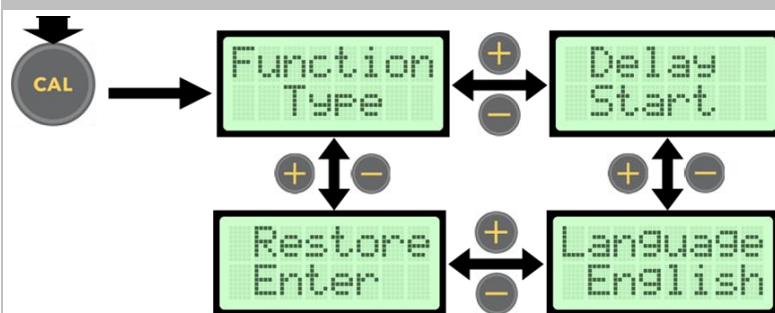 CAL
Function
Type
+
−
Delay
Start
+ −
+ −
Restore
Enter
+
−
Language
English